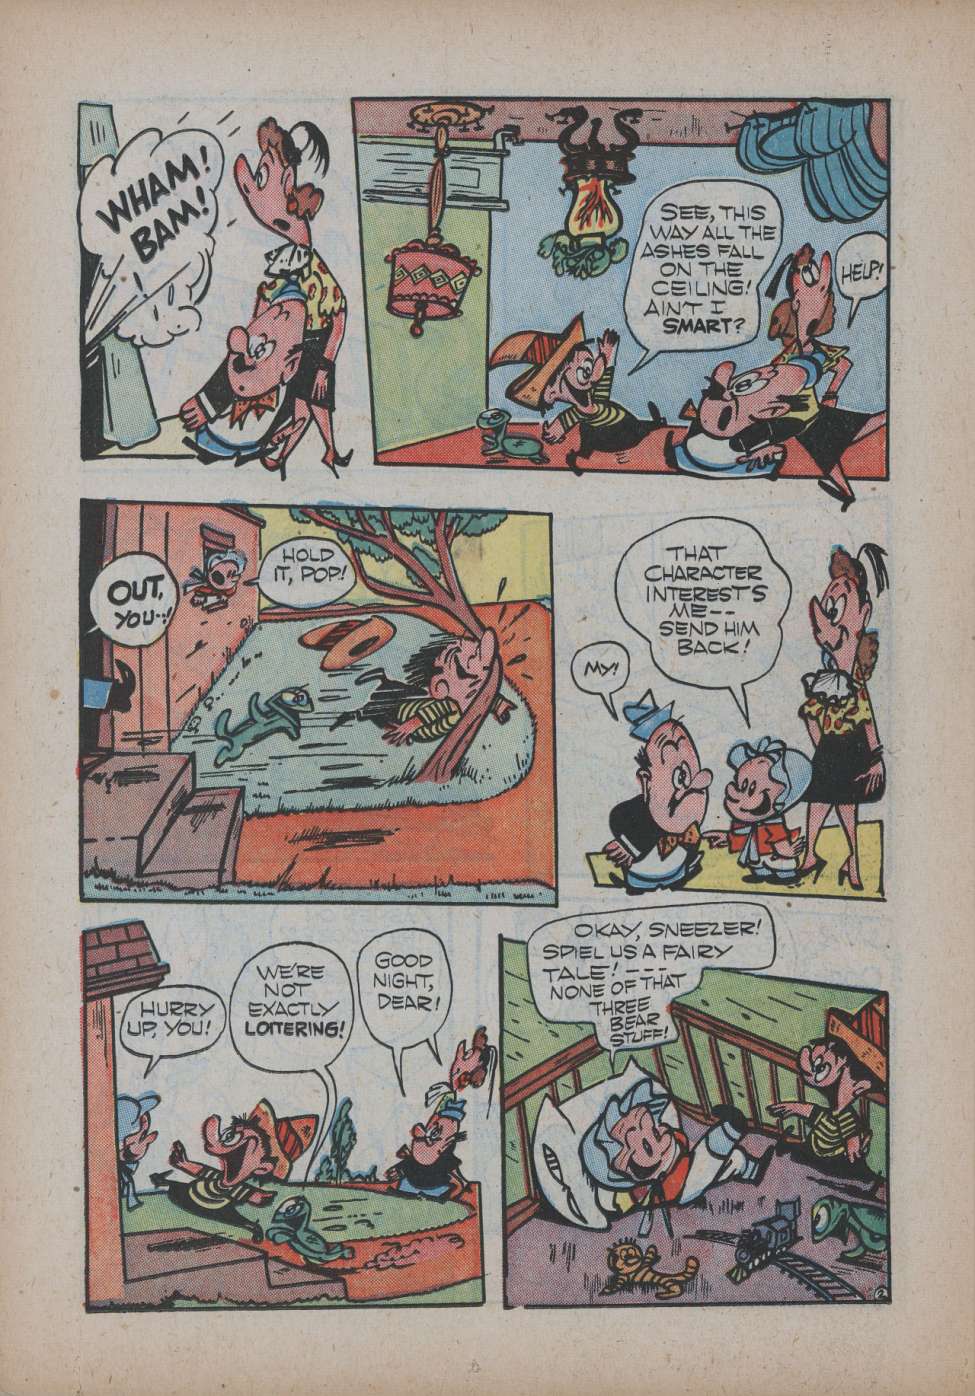 WHAM!
BAM!
SEE, THIS
WAY ALL THE
ASHES FALL
ON THE
CEILING!
AIN'T I
SMART?
HELP!
OUT,
YOU--!
HOLD
IT, POP!
MY!
THAT
CHARACTER
INTERESTS
ME--
SEND HIM
BACK!
HURRY
UP, YOU!
WE'RE
NOT
EXACTLY
LOITERING!
GOOD
NIGHT,
DEAR!
OKAY, SNEEZER!
SPIEL US A FAIRY
TALE! ---
NONE OF THAT
THREE
BEAR
STUFF!
2